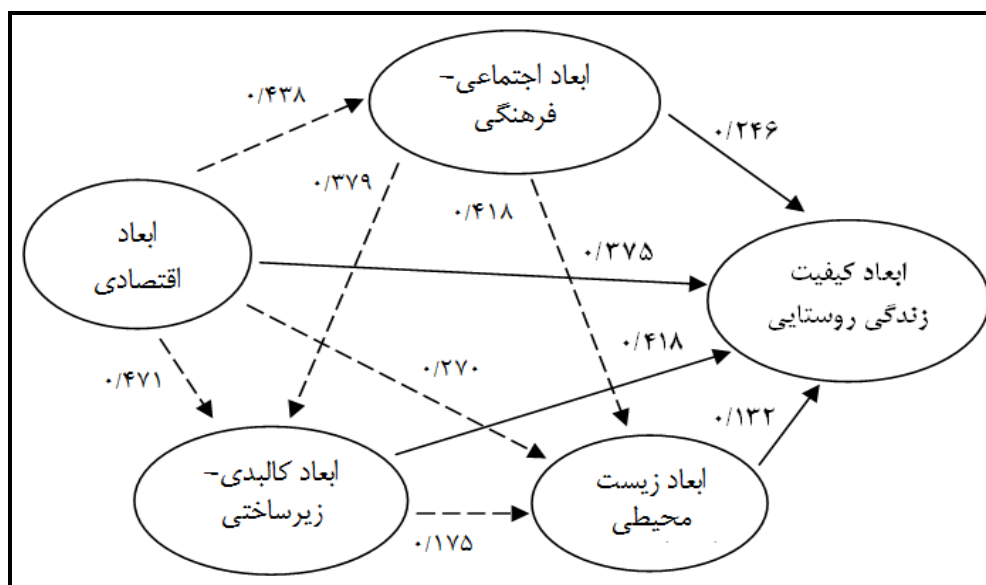 ابعاد اجتماعی-
فرهنگی
۰/۴۳۸
۰/۲۴۶
۰/۳۷۹
۰/۴۱۸
ابعاد
اقتصادی
۰/۳۷۵
ابعاد کیفیت
زندگی روستایی
۰/۴۱۸
۰/۲۷۰
۰/۴۷۱
۰/۱۳۲
ابعاد کالبدی-
زیرساختی
ابعاد زیست
محیطی
۰/۱۷۵